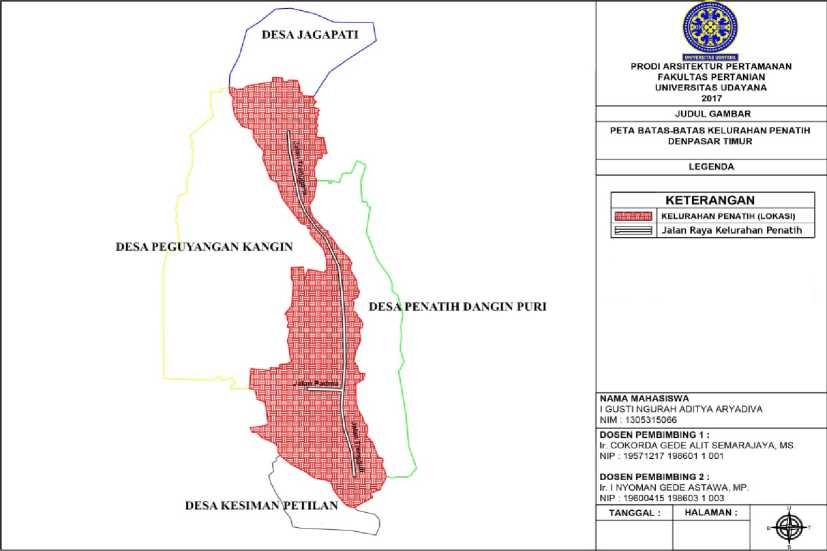 DESA JAGAPATI
DESA PEGUYANGAN KANGIN
DESA PENATIH DANGIN PURI
Jalan Padma
Jalan Trengguli
DESA KESIMAN PETILAN
UNIVERSITAS UDAYANA
PRODI ARSITEKTUR PERTAMANAN
FAKULTAS PERTANIAN
UNIVERSITAS UDAYANA
2017
JUDUL GAMBAR
PETA BATAS-BATAS KELURAHAN PENATIH
DENPASAR TIMUR
LEGENDA
KETERANGAN
KELURAHAN PENATIH (LOKASI)
Jalan Raya Kelurahan Penatih
NAMA MAHASISWA
I GUSTI NGURAH ADITYA ARYADIVA
NIM : 1305315066
DOSEN PEMBIMBING 1 :
Ir. COKORDA GEDE ALIT SEMARAJAYA, MS.
NIP : 19571217 198601 1 001
DOSEN PEMBIMBING 2 :
Ir. I NYOMAN GEDE ASTAWA, MP.
NIP : 19600415 198603 1 003
TANGGAL :
HALAMAN :
U
B
T
S